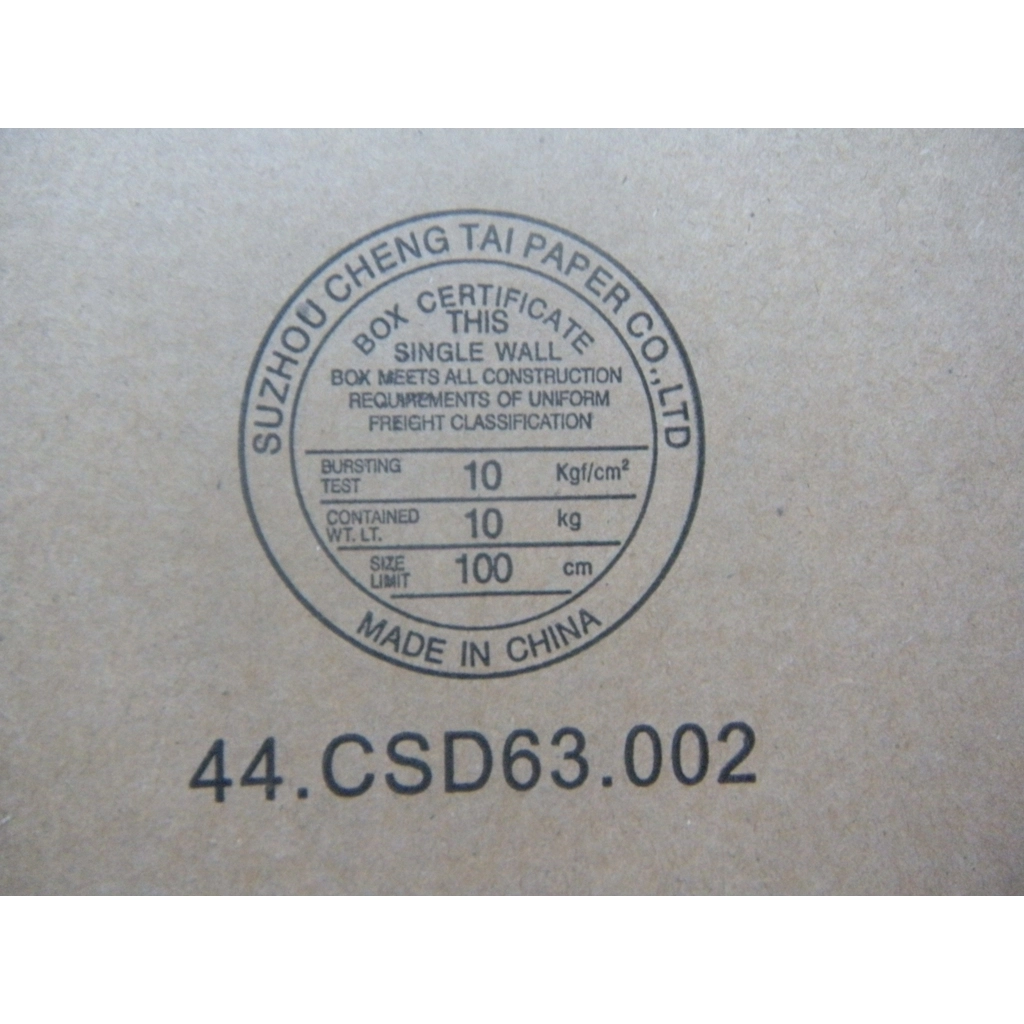 SUZHOU CHENG TAI PAPER CO.,LTD
BOX CERTIFICATE
THIS
SINGLE WALL
BOX MEETS ALL CONSTRUCTION
REQUIREMENTS OF UNIFORM
FREIGHT CLASSIFICATION
BURSTING TEST 10 Kgf/cm²
CONTAINED WT. LT. 10 kg
SIZE LIMIT 100 cm
MADE IN CHINA
44.CSD63.002